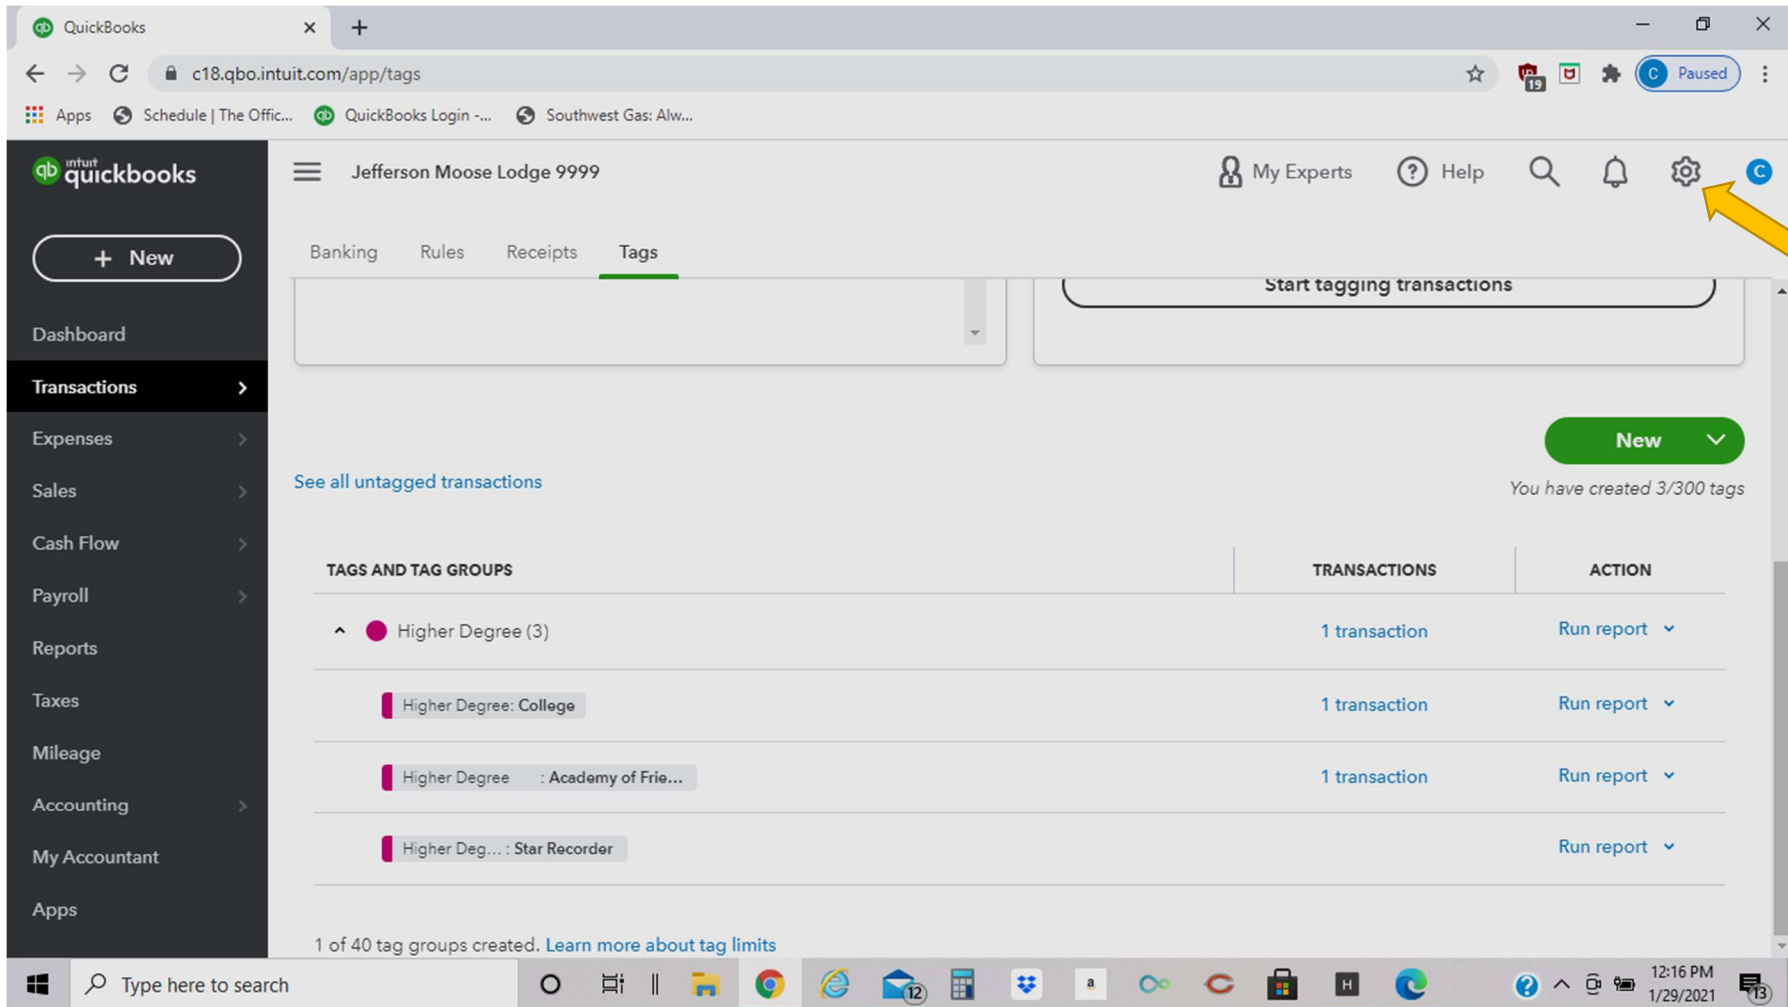 QuickBooks
c18.qbo.intuit.com/app/tags
19
C Paused
Apps Schedule | The Offic... QuickBooks Login -... Southwest Gas: Alw...
qb intuit quickbooks
Jefferson Moose Lodge 9999
My Experts ? Help C
+ New
Banking Rules Receipts Tags
Start tagging transactions
Dashboard
Transactions
Expenses
Sales
Cash Flow
Payroll
Reports
Taxes
Mileage
Accounting
My Accountant
Apps
New
See all untagged transactions
You have created 3/300 tags
TAGS AND TAG GROUPS TRANSACTIONS ACTION
Higher Degree (3) 1 transaction Run report
Higher Degree: College 1 transaction Run report
Higher Degree : Academy of Frie... 1 transaction Run report
Higher Deg... : Star Recorder Run report
1 of 40 tag groups created. Learn more about tag limits
Type here to search
12
a
H
?
12:16 PM
1/29/2021
13